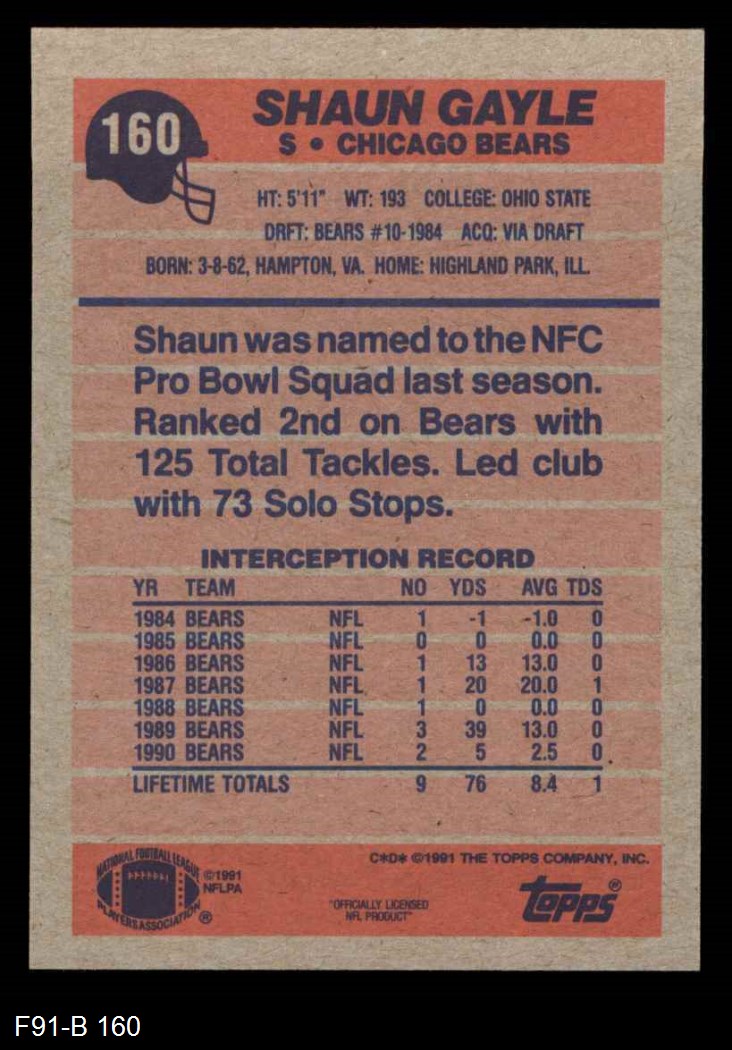 160
SHAUN GAYLE
S • CHICAGO BEARS
HT: 5'11" WT: 193 COLLEGE: OHIO STATE
DRFT: BEARS #10-1984 ACQ: VIA DRAFT
BORN: 3-8-62, HAMPTON, VA. HOME: HIGHLAND PARK, ILL.
Shaun was named to the NFC
Pro Bowl Squad last season.
Ranked 2nd on Bears with
125 Total Tackles. Led club
with 73 Solo Stops.
INTERCEPTION RECORD
YR TEAM NO YDS AVG TDS
1984 BEARS NFL 1 -1 -1.0 0
1985 BEARS NFL 0 0 0.0 0
1986 BEARS NFL 1 13 13.0 0
1987 BEARS NFL 1 20 20.0 1
1988 BEARS NFL 1 0 0.0 0
1989 BEARS NFL 3 39 13.0 0
1990 BEARS NFL 2 5 2.5 0
LIFETIME TOTALS 9 76 8.4 1
C*D* ©1991 THE TOPPS COMPANY, INC.
NATIONAL FOOTBALL LEAGUE
PLAYERS ASSOCIATION ®
©1991
NFLPA
"OFFICIALLY LICENSED
NFL PRODUCT"
Topps®
F91-B 160